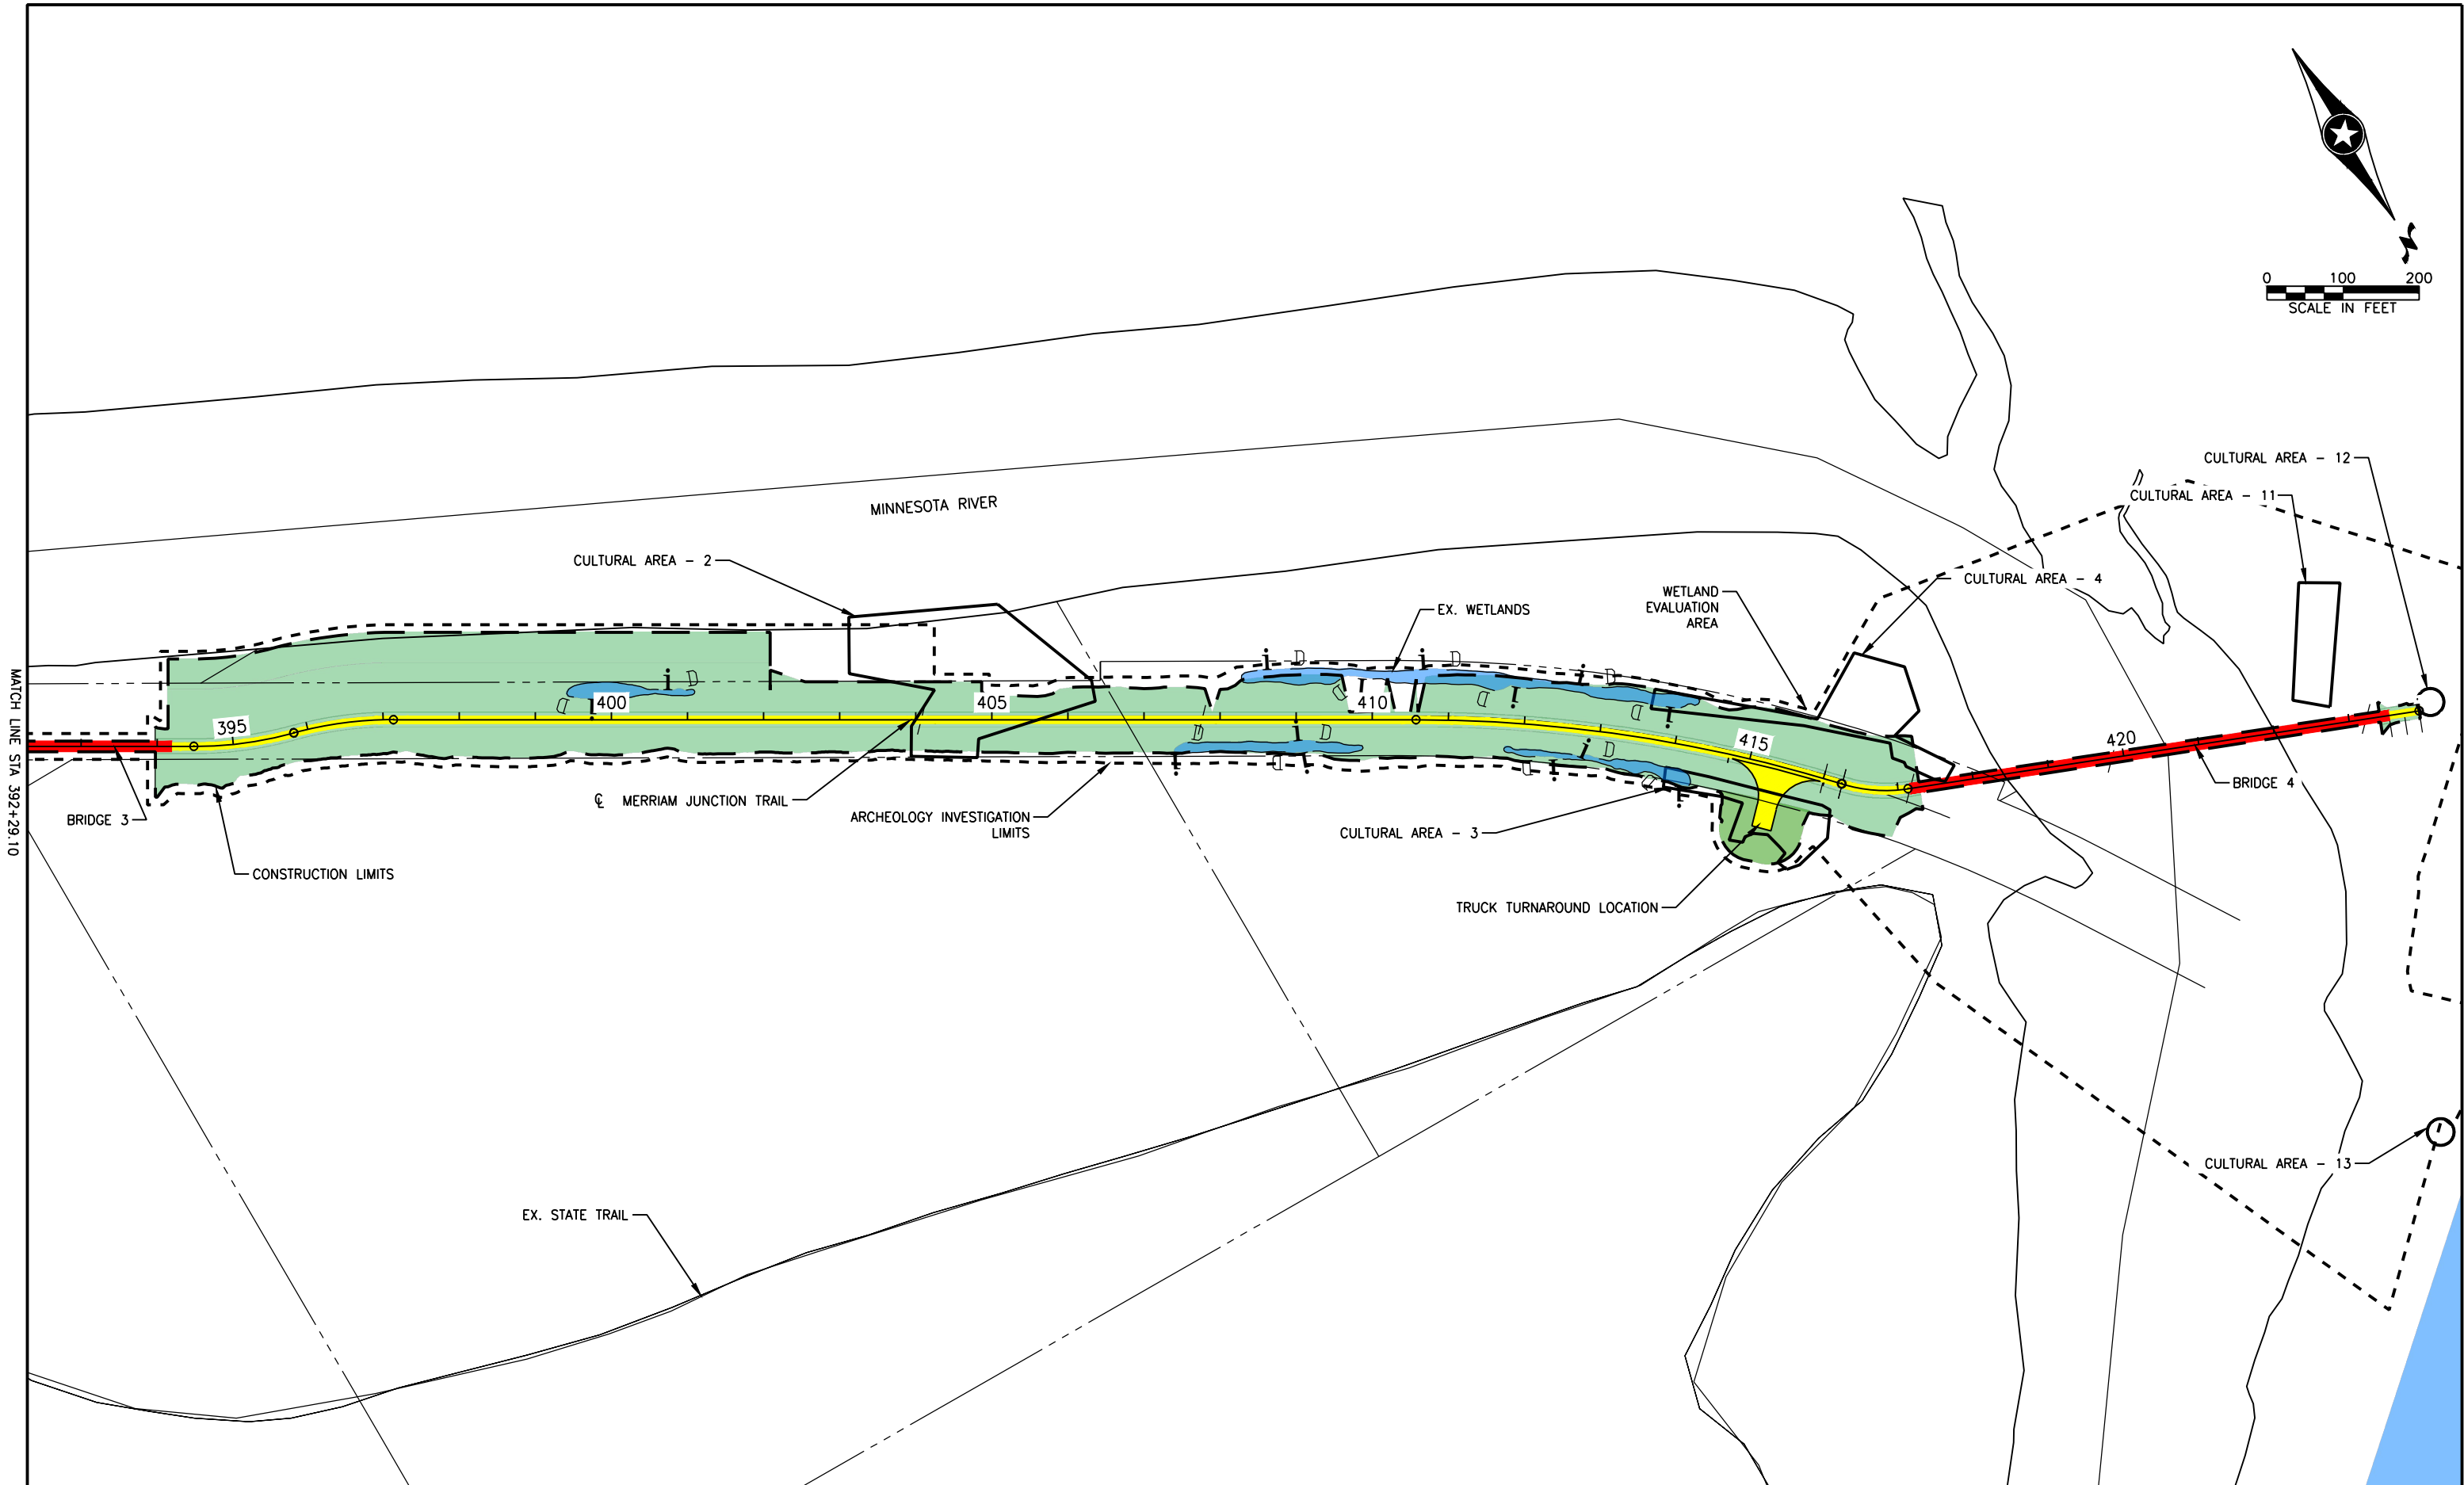 N
0 100 200
SCALE IN FEET
CULTURAL AREA - 12
CULTURAL AREA - 11
MINNESOTA RIVER
CULTURAL AREA - 2
CULTURAL AREA - 4
WETLAND
EVALUATION
AREA
EX. WETLANDS
i D
i D
i D
i D
D
i
D
D
i
D
i
395
400
405
410
415
420
D
i D
i
D
i
i D
D
i
D
i
MATCH LINE STA 392+29.10
BRIDGE 3
BRIDGE 4
℄ MERRIAM JUNCTION TRAIL
ARCHEOLOGY INVESTIGATION
LIMITS
CULTURAL AREA - 3
CONSTRUCTION LIMITS
TRUCK TURNAROUND LOCATION
CULTURAL AREA - 13
EX. STATE TRAIL